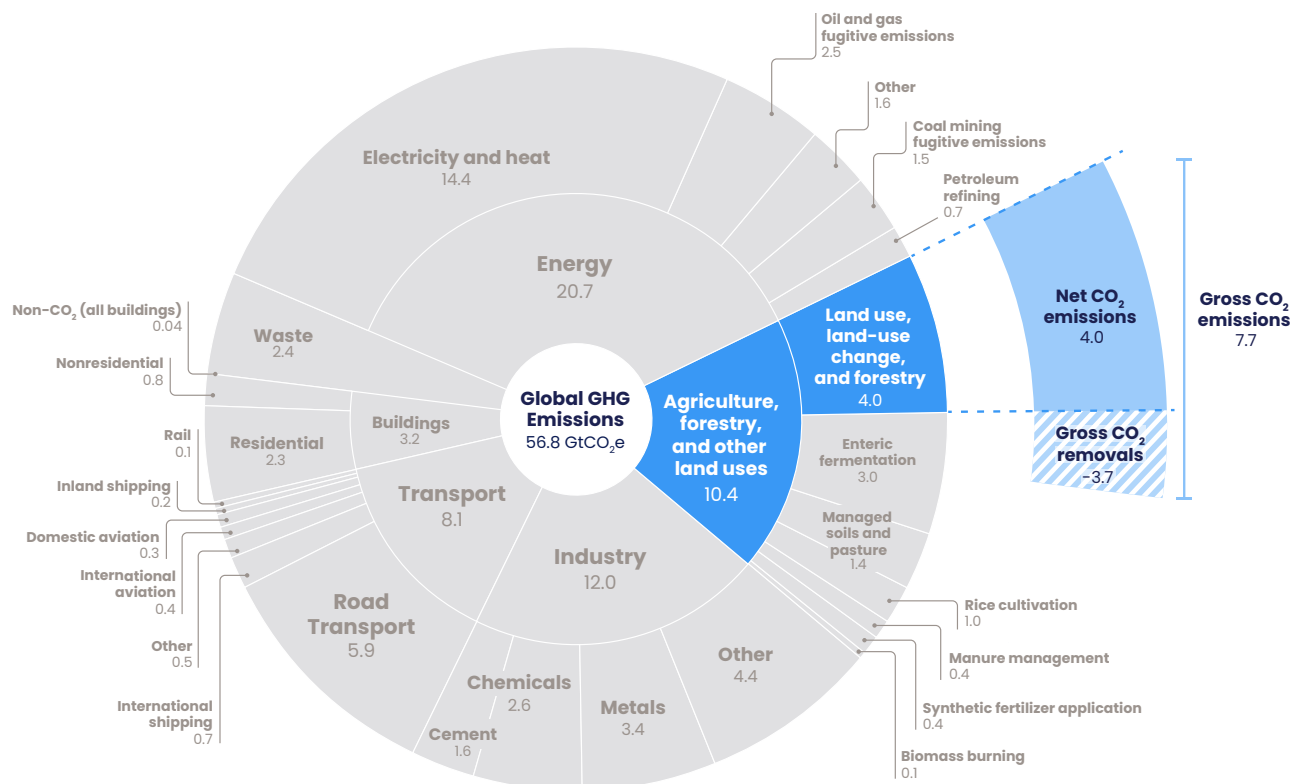 Oil and gas
fugitive emissions
2.5
Other
1.6
Coal mining
fugitive emissions
1.5
Petroleum
refining
0.7
Electricity and heat
14.4
Energy
20.7
Non-CO₂ (all buildings)
0.04
Waste
2.4
Nonresidential
0.8
Buildings
3.2
Residential
2.3
Rail
0.1
Inland shipping
0.2
Domestic aviation
0.3
International
aviation
0.4
Other
0.5
International
shipping
0.7
Transport
8.1
Road
Transport
5.9
Global GHG
Emissions
56.8 GtCO₂e
Industry
12.0
Cement
1.6
Chemicals
2.6
Metals
3.4
Other
4.4
Agriculture,
forestry,
and other
land uses
10.4
Land use,
land-use
change,
and forestry
4.0
Enteric
fermentation
3.0
Managed
soils and
pasture
1.4
Rice cultivation
1.0
Manure management
0.4
Synthetic fertilizer application
0.4
Biomass burning
0.1
Net CO₂
emissions
4.0
Gross CO₂
removals
-3.7
Gross CO₂
emissions
7.7